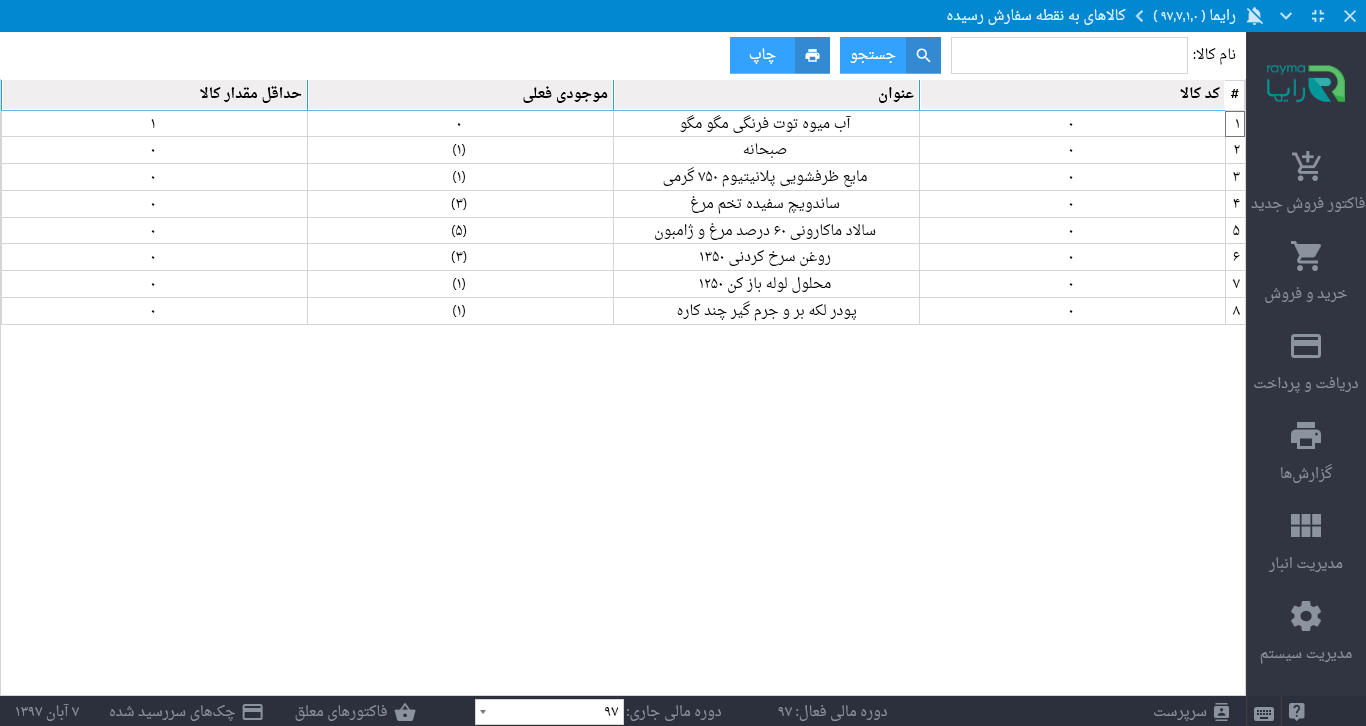 رایما ( ۹۷,۷,۱,۰ ) کالاهای به نقطه سفارش رسیده
rayma
رایما
فاکتور فروش جدید
خرید و فروش
دریافت و پرداخت
گزارش‌ها
مدیریت انبار
مدیریت سیستم
نام کالا: جستجو چاپ
# کد کالا عنوان موجودی فعلی حداقل مقدار کالا
۱ ۰ آب میوه توت فرنگی مگو مگو ۰ ۱
۲ ۰ صبحانه (۱) ۰
۳ ۰ مایع ظرفشویی پلانیتیوم ۷۵۰ گرمی (۱) ۰
۴ ۰ ساندویچ سفیده تخم مرغ (۳) ۰
۵ ۰ سالاد ماکارونی ۶۰ درصد مرغ و ژامبون (۵) ۰
۶ ۰ روغن سرخ کردنی ۱۳۵۰ (۳) ۰
۷ ۰ محلول لوله باز کن ۱۲۵۰ (۱) ۰
۸ ۰ پودر لکه بر و جرم گیر چند کاره (۱) ۰
سرپرست دوره مالی فعال: ۹۷ دوره مالی جاری: ۹۷ فاکتورهای معلق چک‌های سررسید شده ۷ آبان ۱۳۹۷